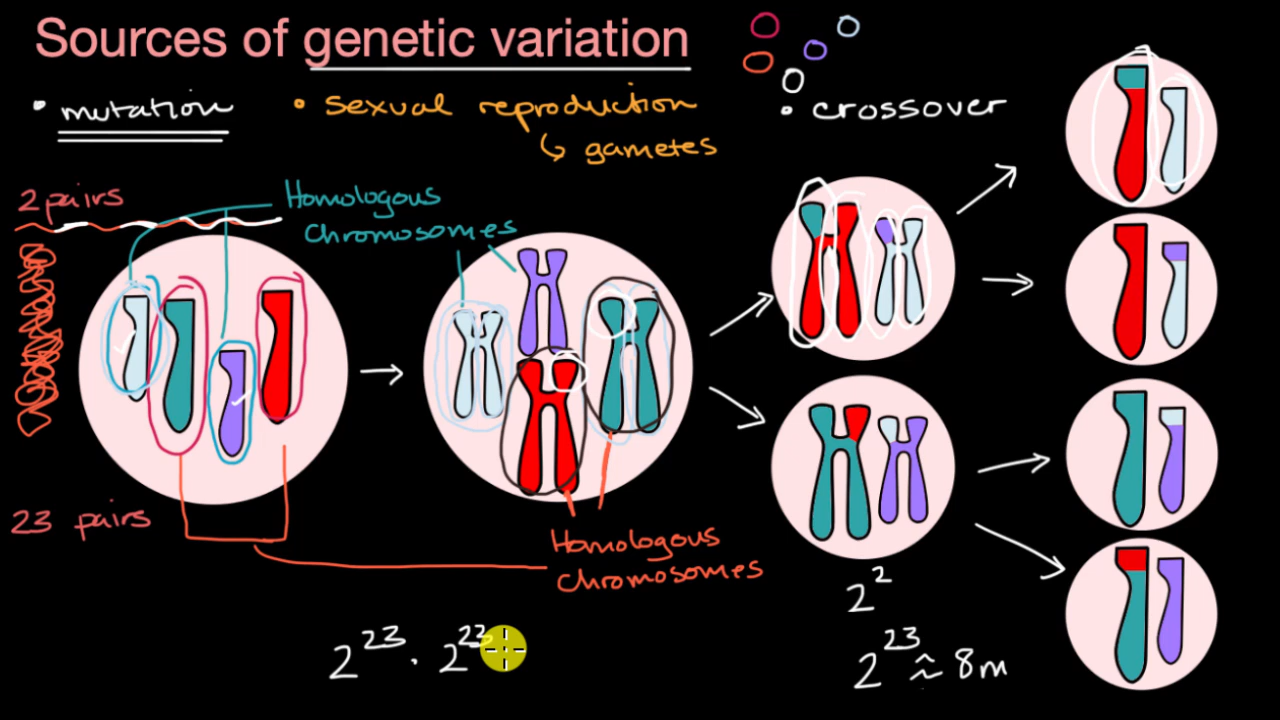 Sources of genetic variation
• mutation
• sexual reproduction
↳ gametes
• crossover
2 pairs
Homologous
chromosomes
23 pairs
Homologous
chromosomes
2²
2²³ · 2²³
2²³ ≈ 8m